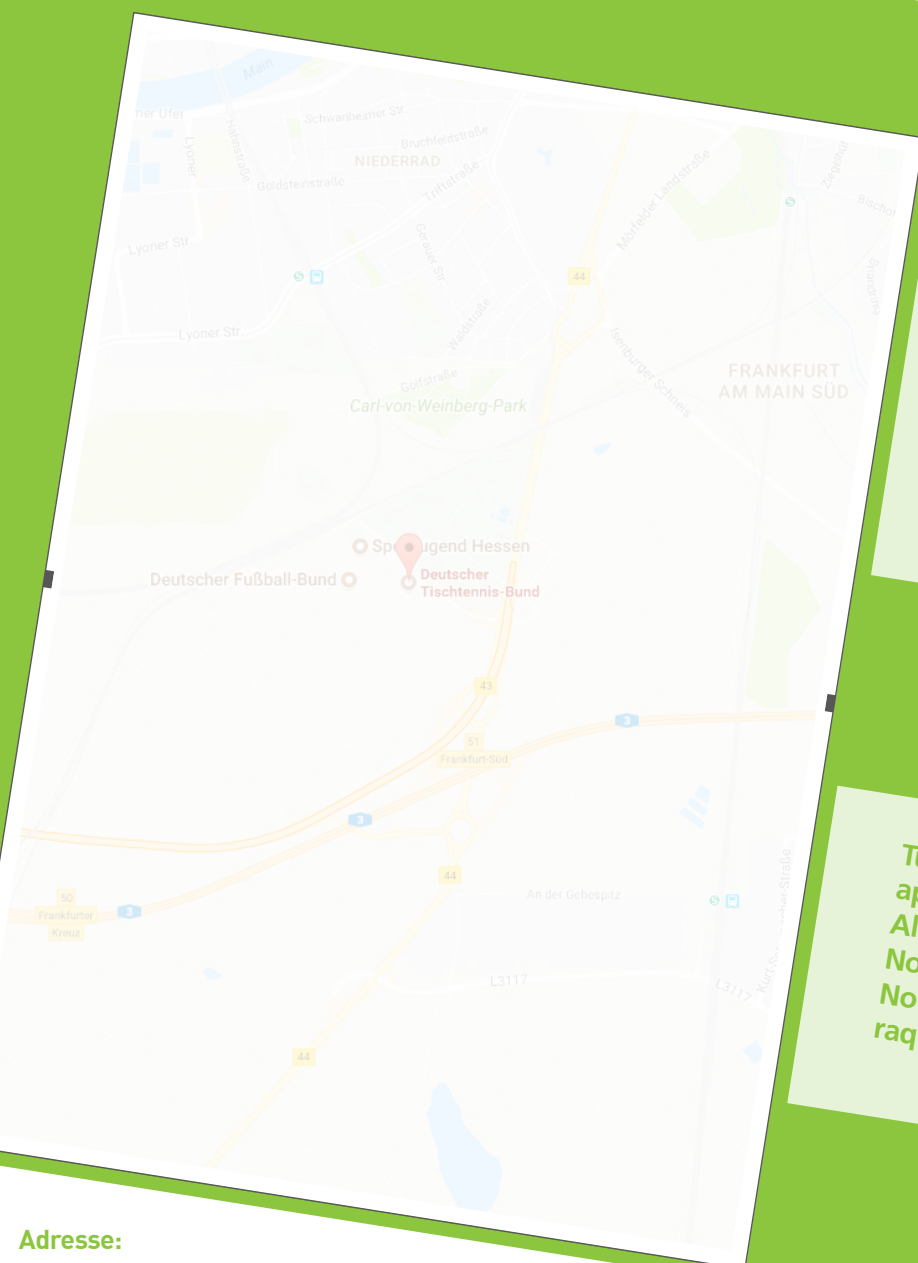 Main
Schwanheimer Str.
Bruchfeldstraße
NIEDERRAD
Hahnstraße
Lyoner
Goldsteinstraße
Triftstraße
Mörfelder Landstraße
Lyoner Str.
Gerauer Str
44
Lyoner Str.
Waldstraße
Isenburger Schneis
FRANKFURT
AM MAIN SÜD
Golfstraße
Carl-von-Weinberg-Park
Hessen
Deutscher Fußball-Bund
Deutscher
Tischtennis-Bund
43
3
51
Frankfurt-Süd
3
44
An der Gehespitz
50
Frankfurter
Kreuz
3
L3117
L3117
44
Adresse: